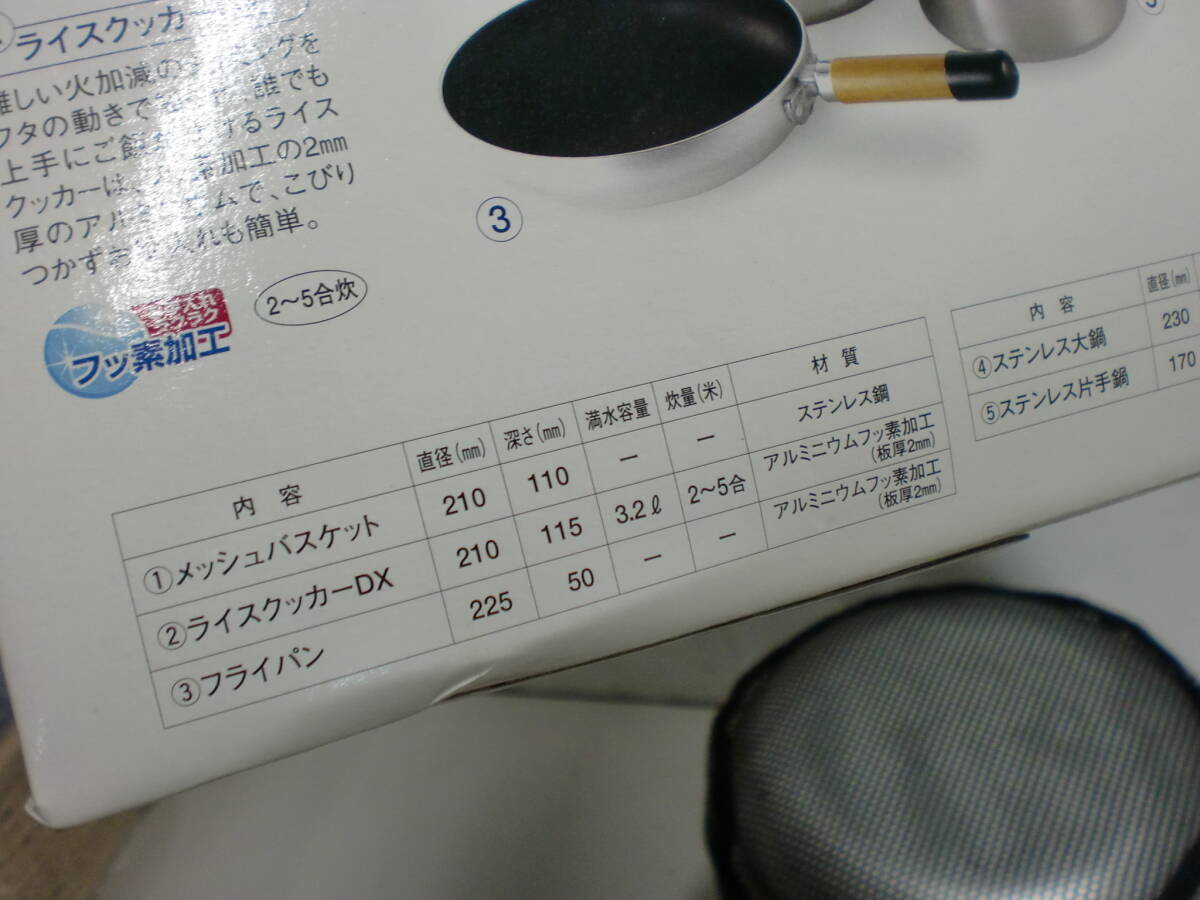 ライスクッカー
難しい火加減の
グを
フタの動きで
誰でも
上手にご飯
けるライス
クッカーは、
素加工の2mm
厚のアル
ムで、こびり
つかずお
入れも簡単。
フッ素加工
2〜5合炊
③
内容 直径(mm) 深さ(mm) 満水容量 炊量(米) 材質
①メッシュバスケット 210 110 ー ー ステンレス鋼
②ライスクッカーDX 210 115 3.2ℓ 2〜5合 アルミニウムフッ素加工
(板厚2mm)
③フライパン 225 50 ー ー アルミニウムフッ素加工
(板厚2mm)
内容 直径(mm)
④ステンレス大鍋 230
⑤ステンレス片手鍋 170